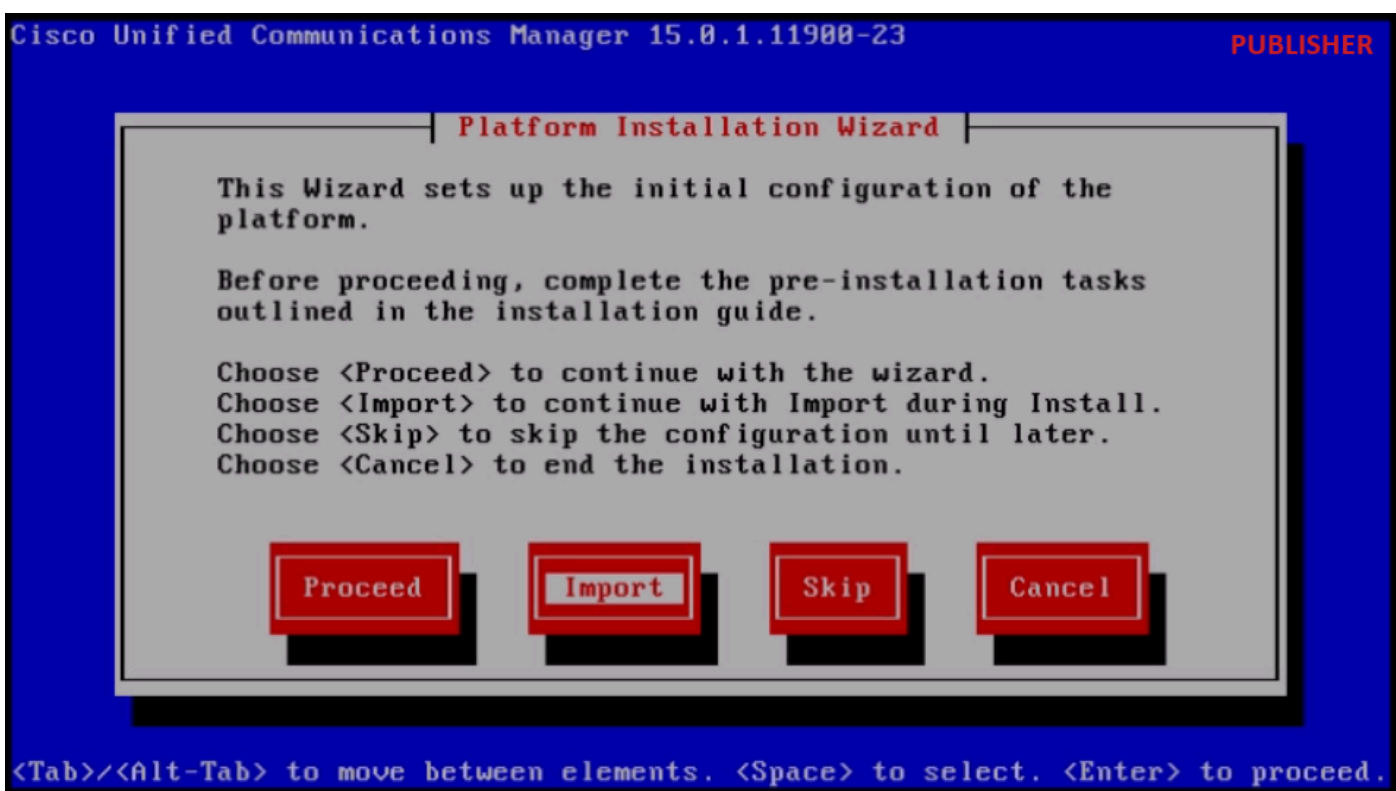 Cisco Unified Communications Manager 15.0.1.11900-23
PUBLISHER
Platform Installation Wizard
This Wizard sets up the initial configuration of the
platform.
Before proceeding, complete the pre-installation tasks
outlined in the installation guide.
Choose <Proceed> to continue with the wizard.
Choose <Import> to continue with Import during Install.
Choose <Skip> to skip the configuration until later.
Choose <Cancel> to end the installation.
Proceed Import Skip Cancel
<Tab>/<Alt-Tab> to move between elements. <Space> to select. <Enter> to proceed.